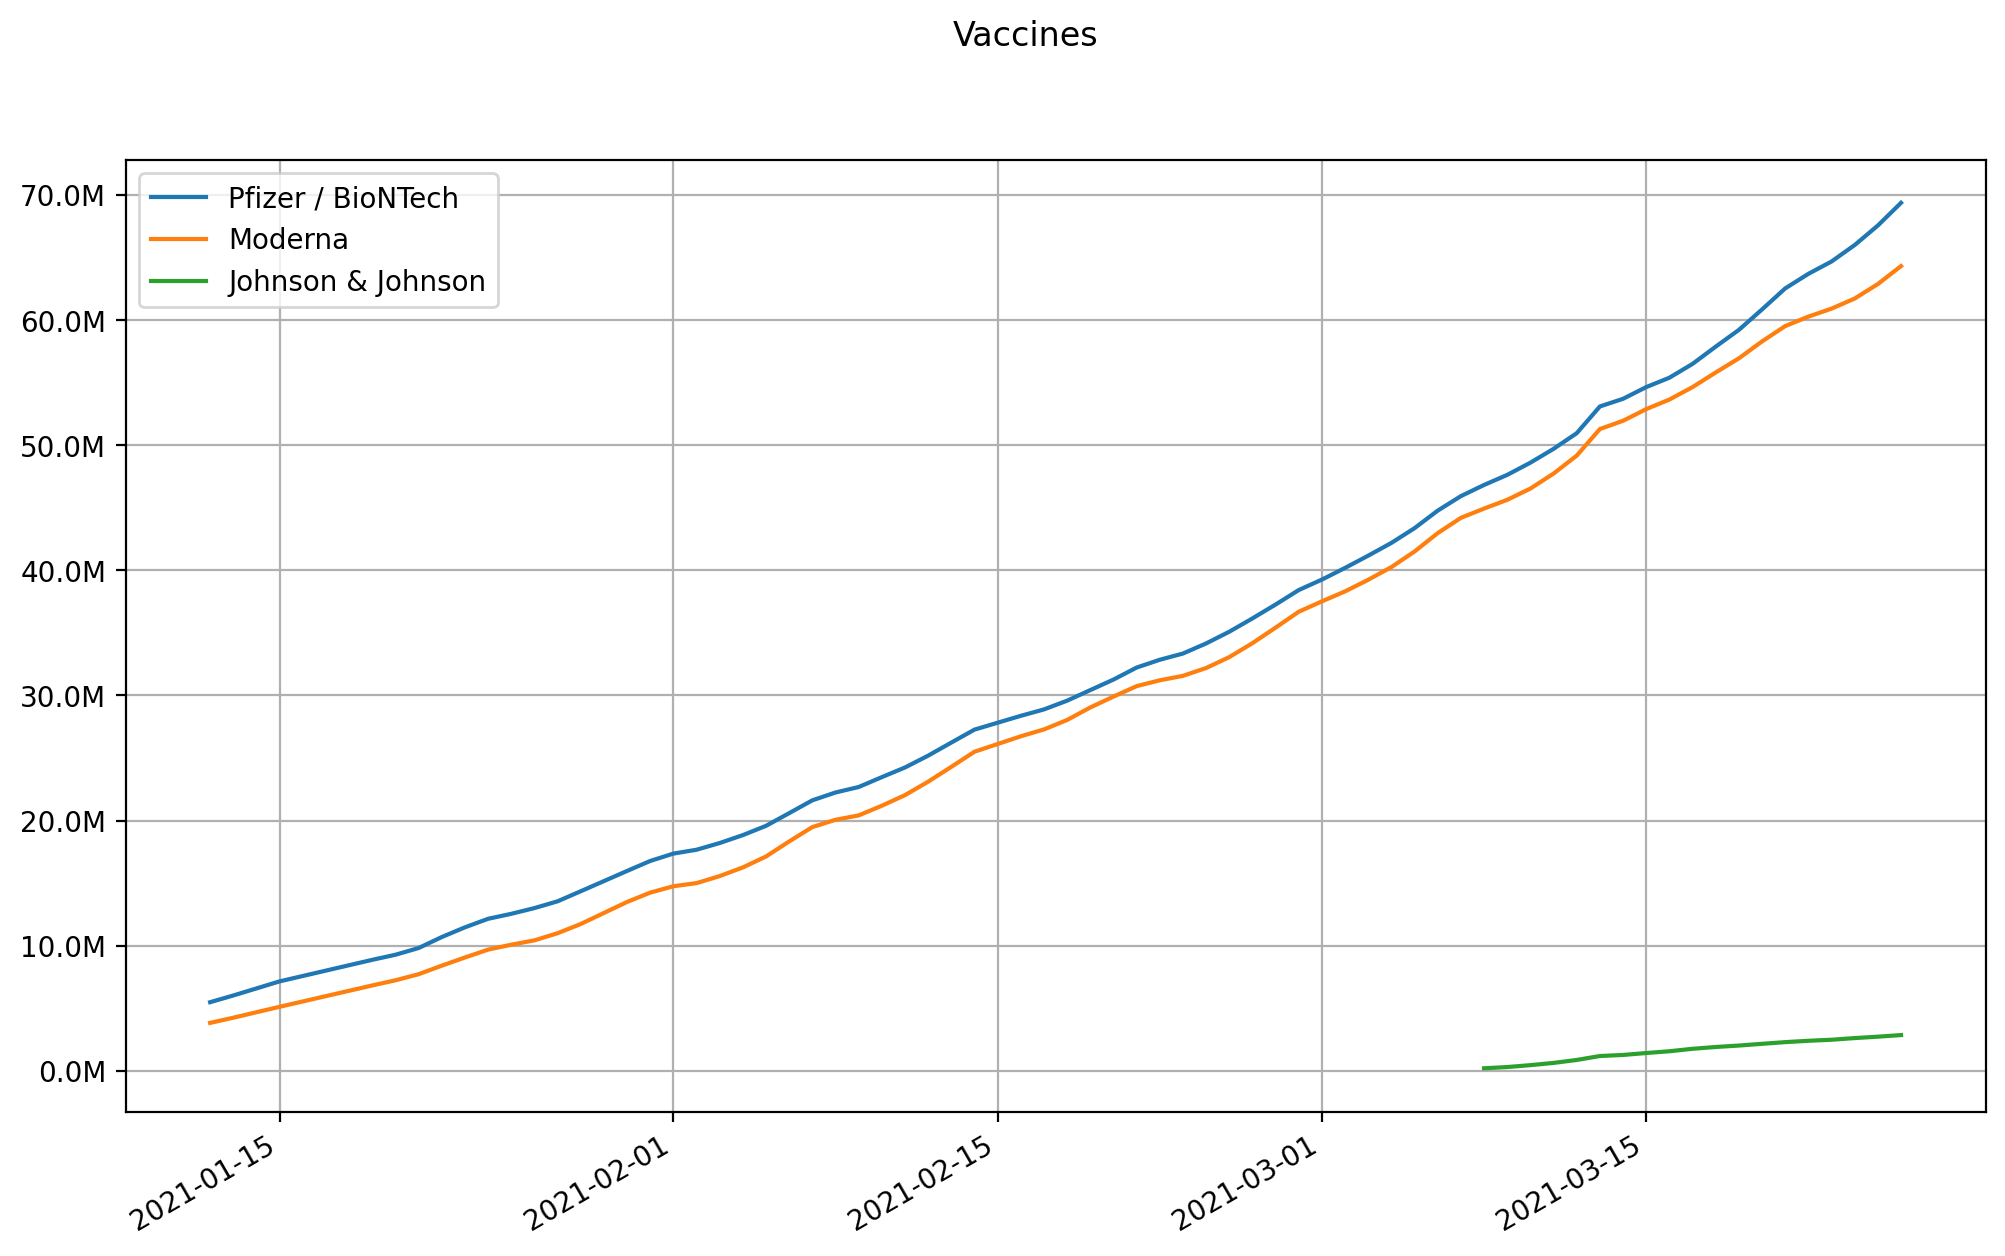 Vaccines
Pfizer / BioNTech
Moderna
Johnson & Johnson
70.0M
60.0M
50.0M
40.0M
30.0M
20.0M
10.0M
0.0M
2021-01-15
2021-02-01
2021-02-15
2021-03-01
2021-03-15